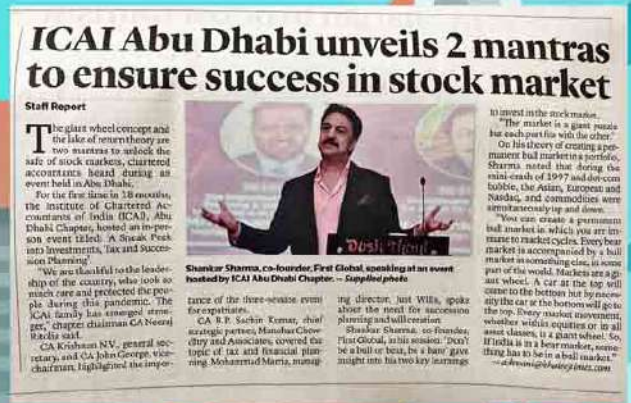 ICAI Abu Dhabi unveils 2 mantras
to ensure success in stock market
Staff Report
The giant wheel concept and
the lake of return theory are
two mantras to unlock the
safe of stock markets, chartered
accountants heard during an
event held in Abu Dhabi.
For the first time in 18 months,
the Institute of Chartered Ac-
countants of India (ICAI), Abu
Dhabi Chapter, hosted an in-per-
son event titled: 'A Sneak Peek
into Investments, Tax and Succes-
sion Planning'.
"We are thankful to the leader-
ship of the country, who took so
much care and protected the peo-
ple during this pandemic. The
ICAI family has emerged stron-
ger," chapter chairman CA Neeraj
Ritolia said.
CA Krishnan N.V., general sec-
retary, and CA John George, vice-
chairman, highlighted the impor-
Dusit Thani
Shankar Sharma, co-founder, First Global, speaking at an event
hosted by ICAI Abu Dhabi Chapter. — Supplied photo
tance of the three-session event
for expatriates.
CA R.P. Sachin Kumar, chief
strategic partner, Manohar Chow-
dhry and Associates, covered the
topic of tax and financial plan-
ning. Mohammad Marria, manag-
ing director, Just Wills, spoke
about the need for succession
planning and will creation.
Shankar Sharma, co-founder,
First Global, in his session: 'Don't
be a bull or bear, be a bant' gave
insight into his two key learnings
to invest in the stock market.
"The market is a giant puzzle
but each part fits with the other."
On his theory of creating a per-
manent bull market in a portfolio,
Sharma noted that during the
mini-crash of 1997 and dot-com
bubble, the Asian, European and
Nasdaq, and commodities were
simultaneously up and down.
"You can create a permanent
bull market in which you are im-
mune to market cycles. Every bear
market is accompanied by a bull
market in something else, in some
part of the world. Markets are a gi-
ant wheel. A car at the top will
come to the bottom but by neces-
sity the car at the bottom will go to
the top. Every market movement,
whether within equities or in all
asset classes, is a giant wheel. So,
if India is in a bear market, some-
thing has to be in a bull market."